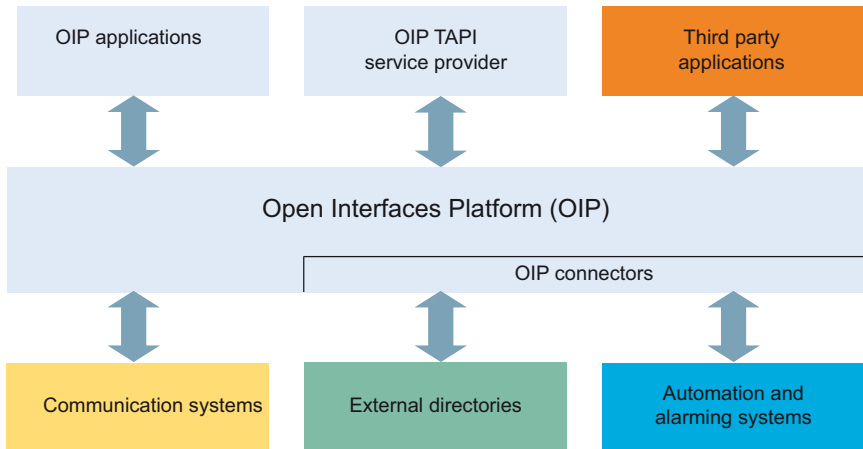 OIP applications
OIP TAPI
service provider
Third party
applications
Open Interfaces Platform (OIP)
OIP connectors
Communication systems
External directories
Automation and
alarming systems